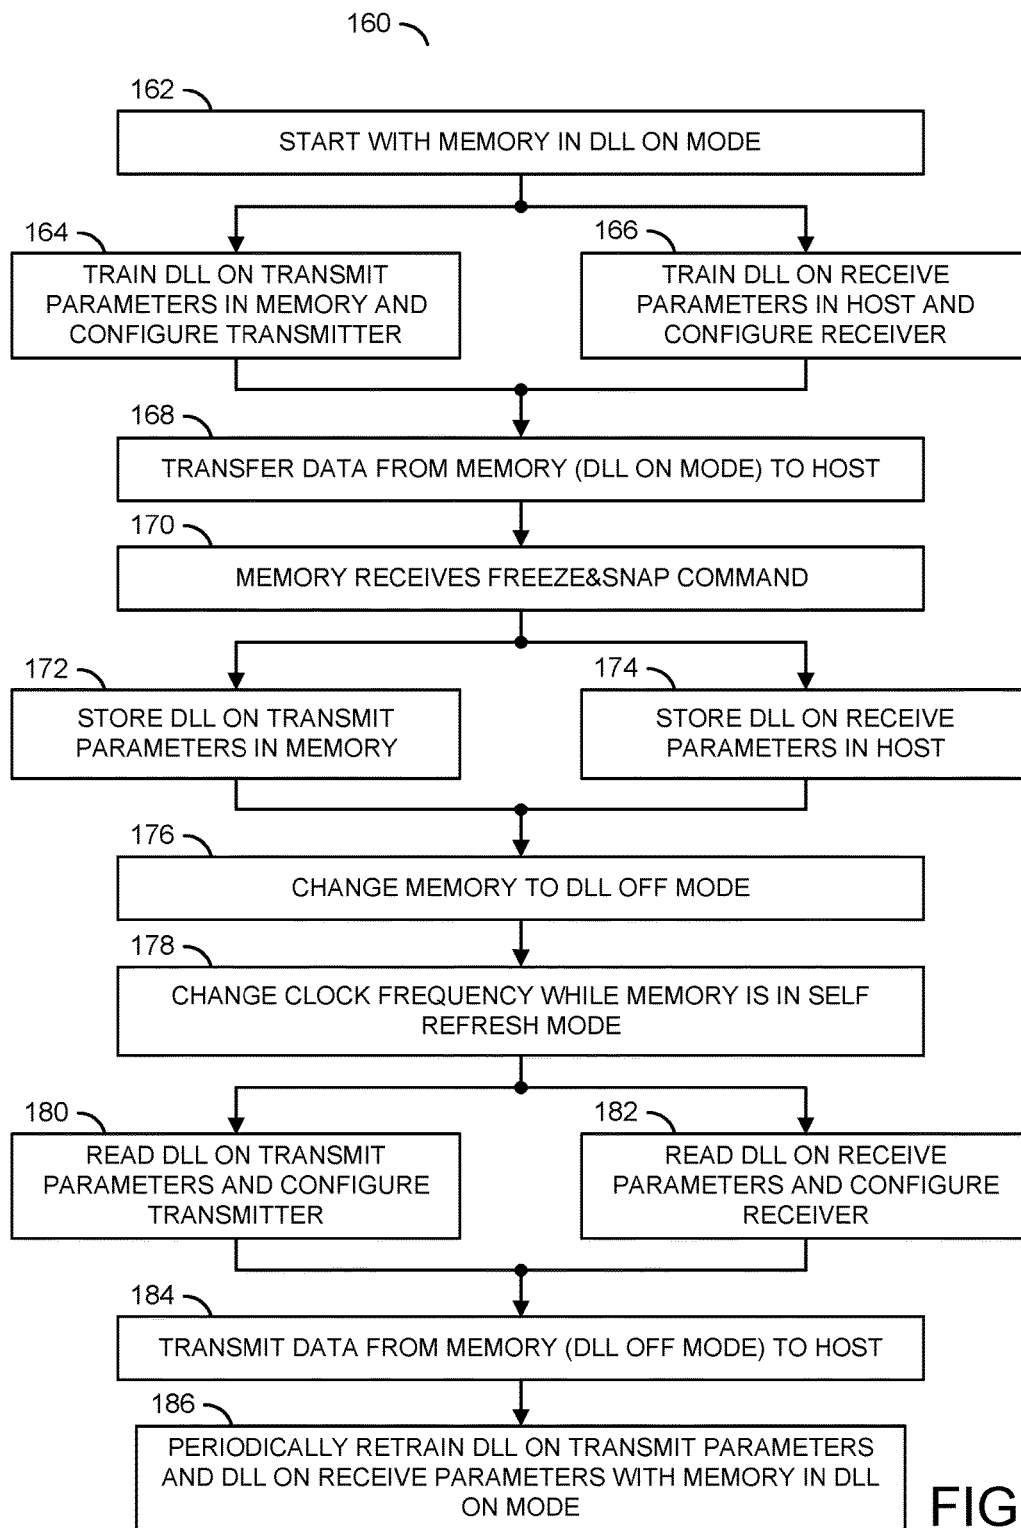 160
162
START WITH MEMORY IN DLL ON MODE
164
TRAIN DLL ON TRANSMIT
PARAMETERS IN MEMORY AND
CONFIGURE TRANSMITTER
166
TRAIN DLL ON RECEIVE
PARAMETERS IN HOST AND
CONFIGURE RECEIVER
168
TRANSFER DATA FROM MEMORY (DLL ON MODE) TO HOST
170
MEMORY RECEIVES FREEZE&SNAP COMMAND
172
STORE DLL ON TRANSMIT
PARAMETERS IN MEMORY
174
STORE DLL ON RECEIVE
PARAMETERS IN HOST
176
CHANGE MEMORY TO DLL OFF MODE
178
CHANGE CLOCK FREQUENCY WHILE MEMORY IS IN SELF
REFRESH MODE
180
READ DLL ON TRANSMIT
PARAMETERS AND CONFIGURE
TRANSMITTER
182
READ DLL ON RECEIVE
PARAMETERS AND CONFIGURE
RECEIVER
184
TRANSMIT DATA FROM MEMORY (DLL OFF MODE) TO HOST
186
PERIODICALLY RETRAIN DLL ON TRANSMIT PARAMETERS
AND DLL ON RECEIVE PARAMETERS WITH MEMORY IN DLL
ON MODE
FIG